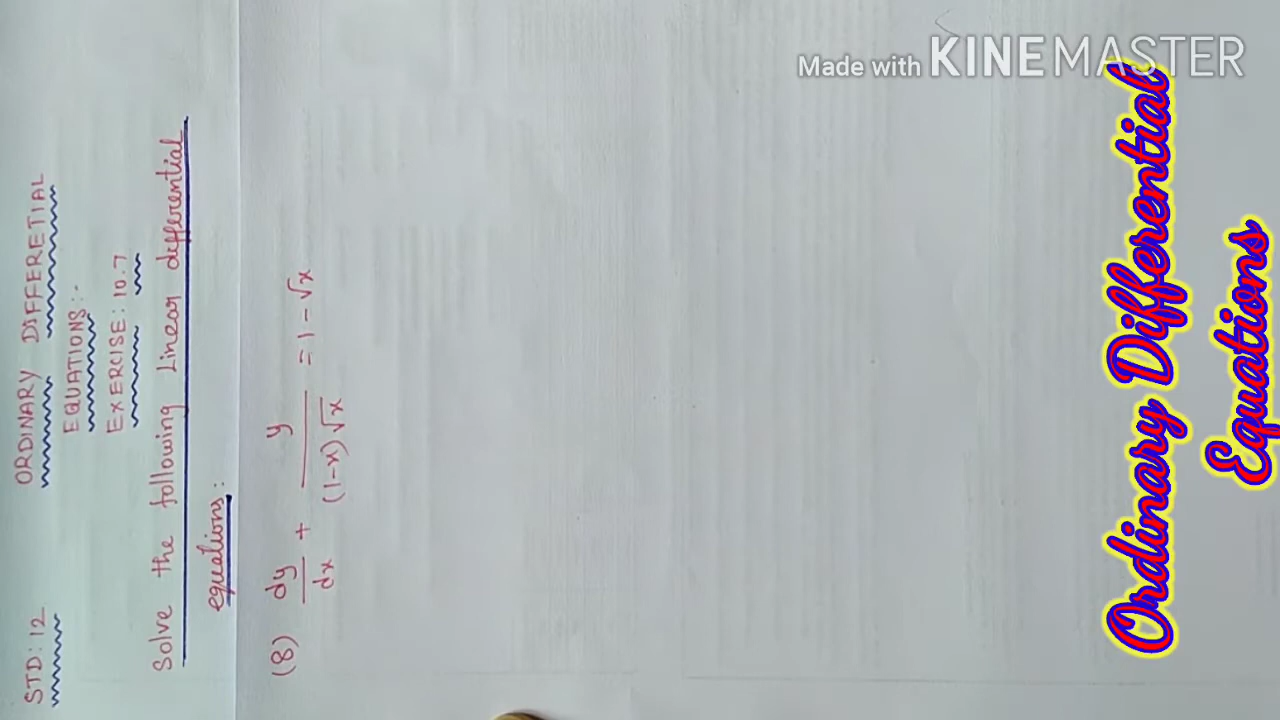 STD: 12 ORDINARY DIFFERETIAL
EQUATIONS:-
EXERCISE: 10.7
Solve the following Linear differential
equations:
(8) dy/dx + y/((1-x)√x) = 1-√x
Made with KINEMASTER
Ordinary Differential
Equations